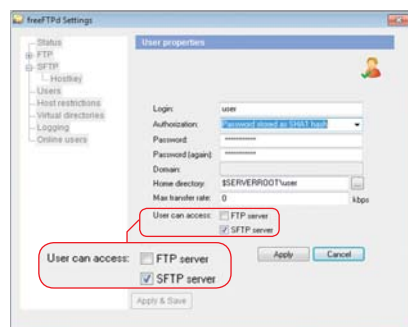 freeFTPd Settings
Status
FTP
SFTP
Hostkey
Users
Host restrictions
Virtual directories
Logging
Online users
User properties
Login: user
Authorization: Password stored as SHA1 hash
Password:
Password (again):
Domain:
Home directory: $SERVERROOT\user ...
Max transfer rate: 0 kbps
User can access: FTP server
SFTP server
User can access: FTP server
SFTP server
Apply Cancel
Apply & Save